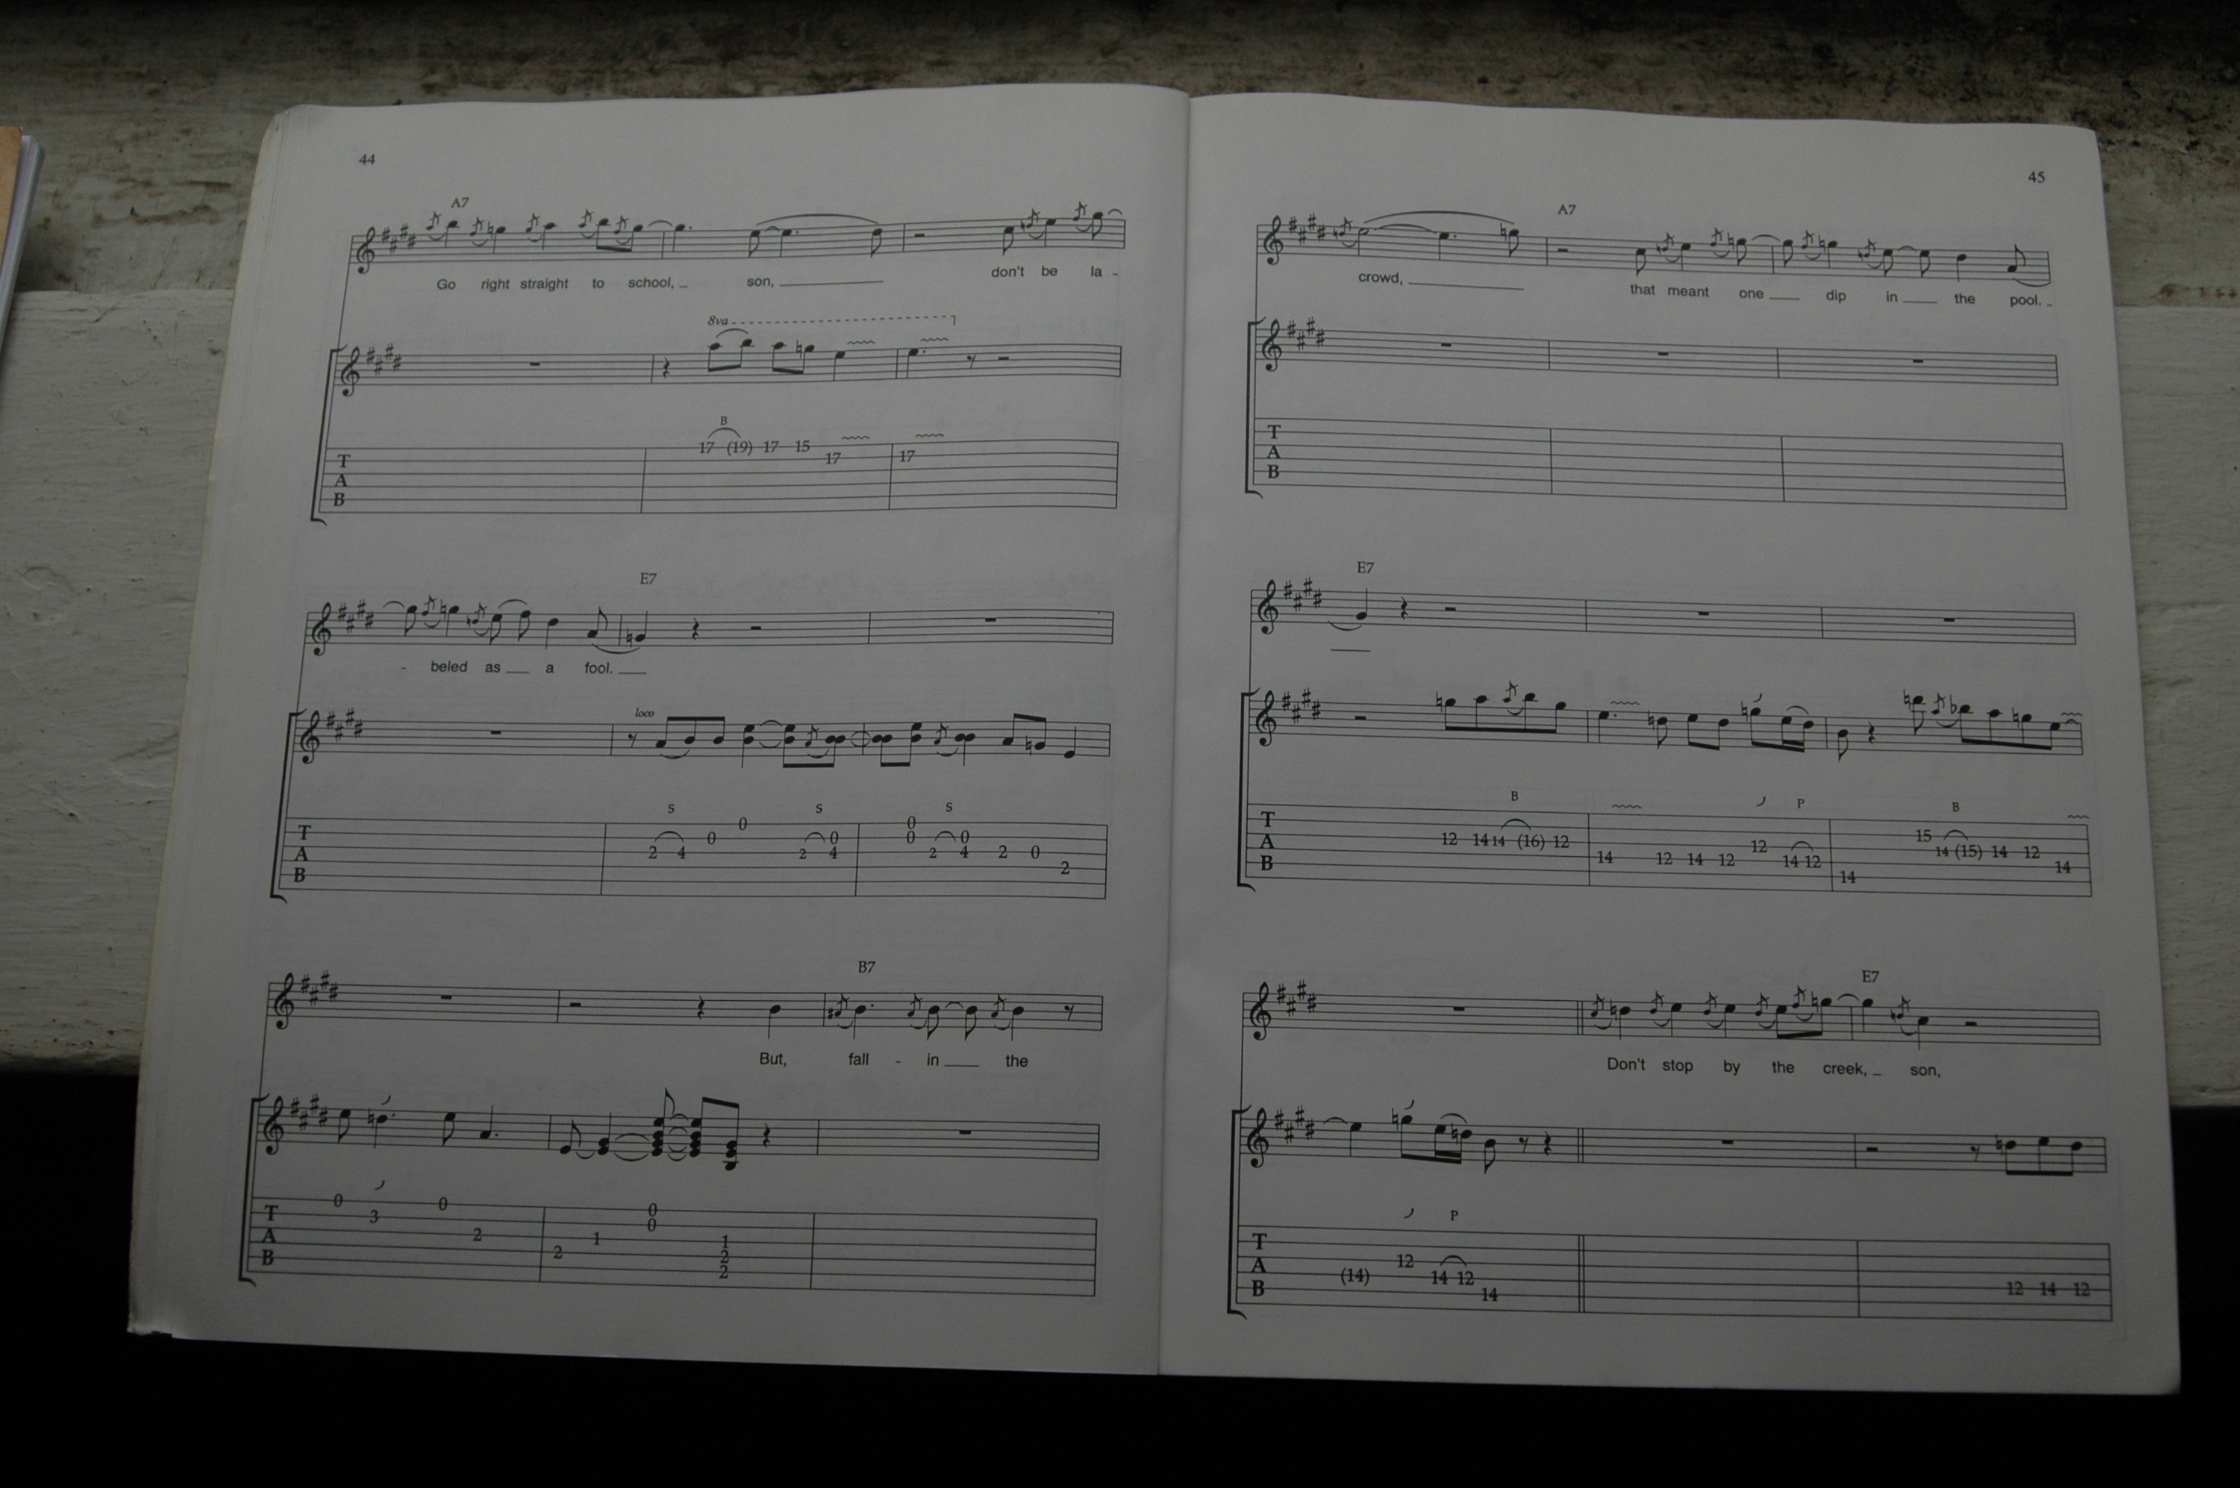 44
A7
Go right straight to school, son, don't be la -
8va
B
17 (19) 17 15 17 17
T
A
B
E7
- beled as a fool.
loco
S S S
0 0
0 0 0 0
2 4 2 4 2 4 2 0
2
T
A
B
B7
But, fall - in the
0 0 0
3 0
2 1 1
2 2
2
T
A
B
45
A7
crowd, that meant one dip in the pool.
T
A
B
E7
B P B
15
12 14 14 (16) 12 12 14 (15) 14 12
14 12 14 12 14 12 14
14
T
A
B
E7
Don't stop by the creek, son,
P
12
(14) 14 12
14 12 14 12
T
A
B